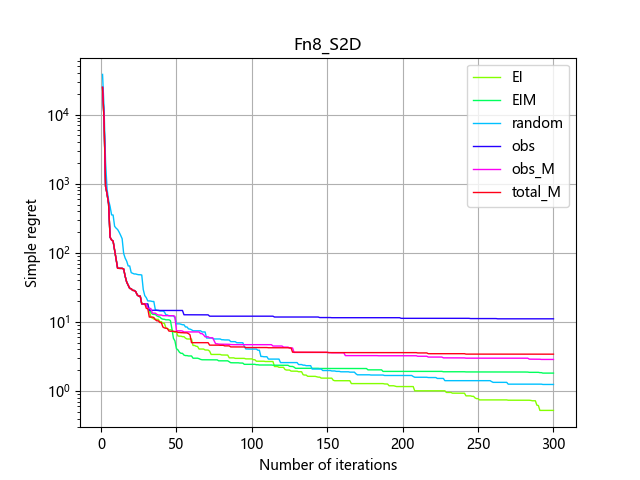 Fn8_S2D
Simple regret
10^4
10^3
10^2
10^1
10^0
0
50
100
150
200
250
300
Number of iterations
EI
EIM
random
obs
obs_M
total_M